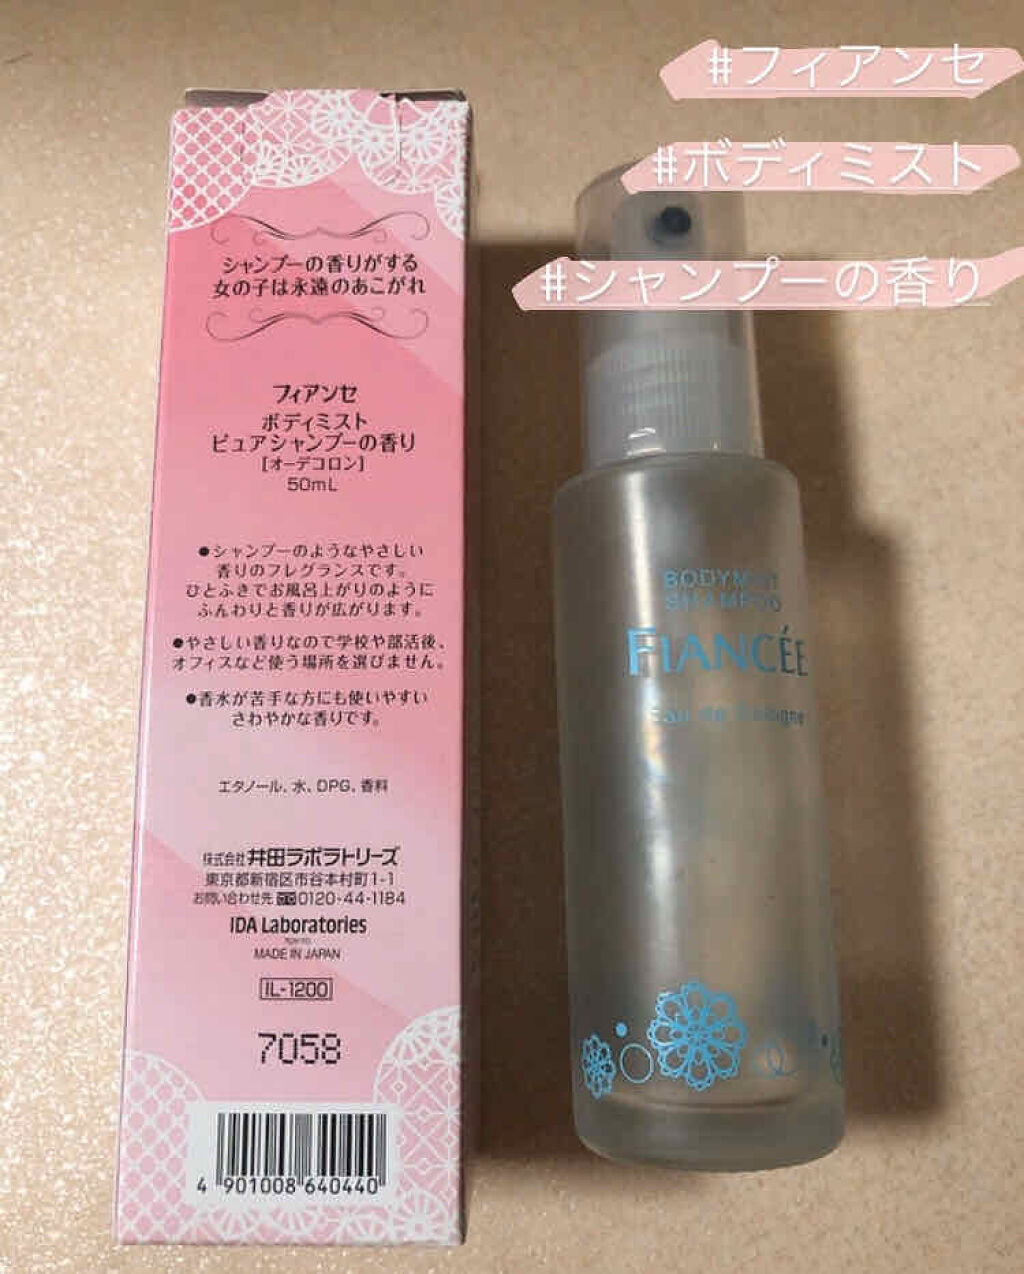 #フィアンセ
#ボディミスト
#シャンプーの香り
シャンプーの香りがする
女の子は永遠のあこがれ
フィアンセ
ボディミスト
ピュアシャンプーの香り
[オーデコロン]
50mL
●シャンプーのようなやさしい
香りのフレグランスです。
ひとふきでお風呂上がりのように
ふんわりと香りが広がります。
●やさしい香りなので学校や部活後、
オフィスなど使う場所を選びません。
●香水が苦手な方にも使いやすい
さわやかな香りです。
エタノール、水、DPG、香料
株式会社 井田ラボラトリーズ
東京都新宿区市谷本村町1-1
お問い合わせ先 0120-44-1184
IDA Laboratories
MADE IN JAPAN
IL-1200
7058
4 901008 640440
BODYMIST
SHAMPOO
FIANCÉE
Eau de Cologne